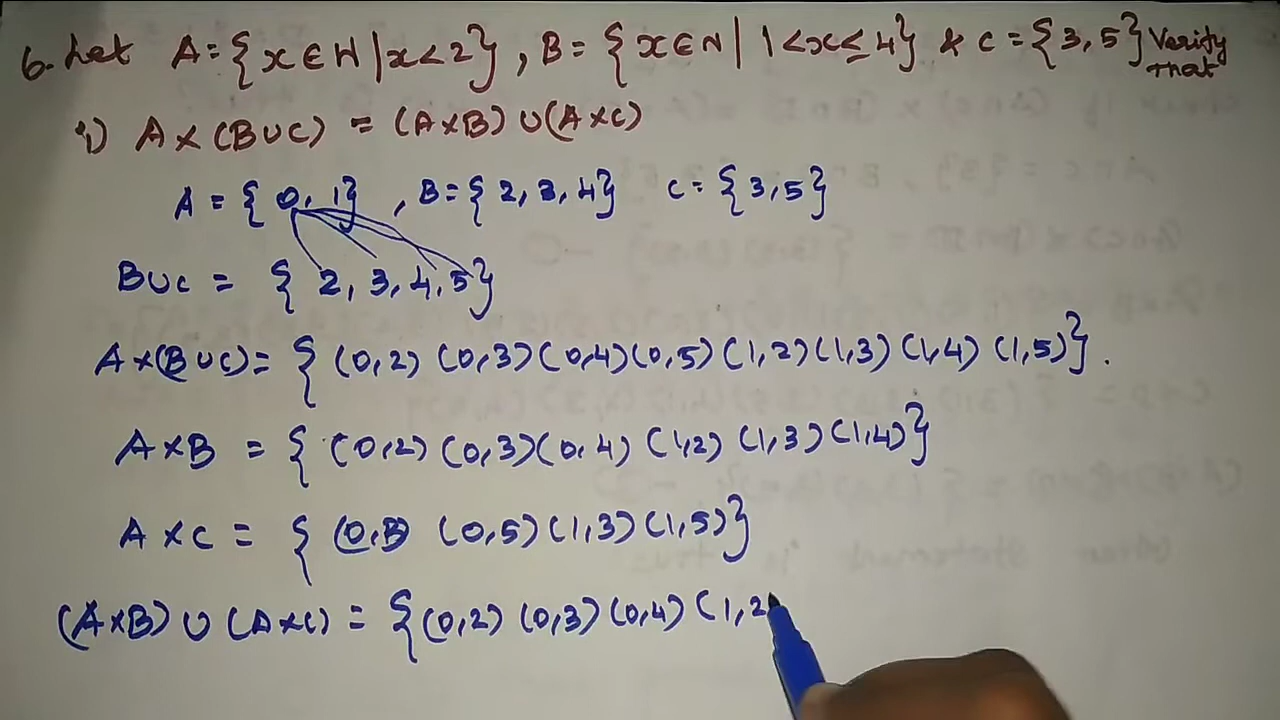 6. Let A = {x ∈ W | x < 2}, B = {x ∈ N | 1 < x ≤ 4} & C = {3, 5} Verify that
i) A × (B ∪ C) = (A × B) ∪ (A × C)
A = {0, 1}, B = {2, 3, 4} C = {3, 5}
B ∪ C = {2, 3, 4, 5}
A × (B ∪ C) = {(0,2) (0,3) (0,4) (0,5) (1,2) (1,3) (1,4) (1,5)}.
A × B = {(0,2) (0,3) (0,4) (1,2) (1,3) (1,4)}
A × C = {(0,3) (0,5) (1,3) (1,5)}
(A × B) ∪ (A × C) = {(0,2) (0,3) (0,4) (1,2